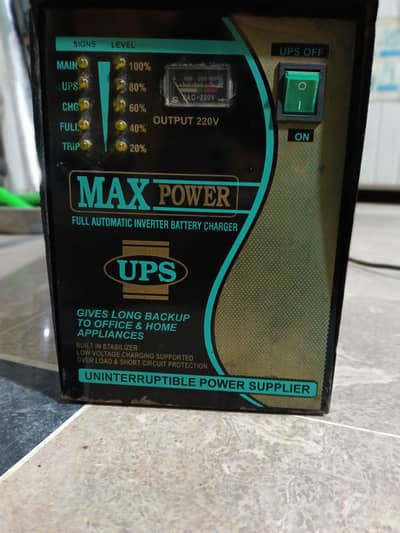 SIGNS LEVEL
UPS OFF
MAIN 100%
UPS 80%
CHG 60%
FULL 40%
TRIP 20%
VAC-220V
OUTPUT 220V
ON
MAX POWER
FULL AUTOMATIC INVERTER BATTERY CHARGER
UPS
GIVES LONG BACKUP
TO OFFICE & HOME
APPLIANCES
BUILT IN STABILIZER
LOW VOLTAGE CHARGING SUPPORTED
OVER LOAD & SHORT CIRCUIT PROTECTION
UNINTERRUPTIBLE POWER SUPPLIER